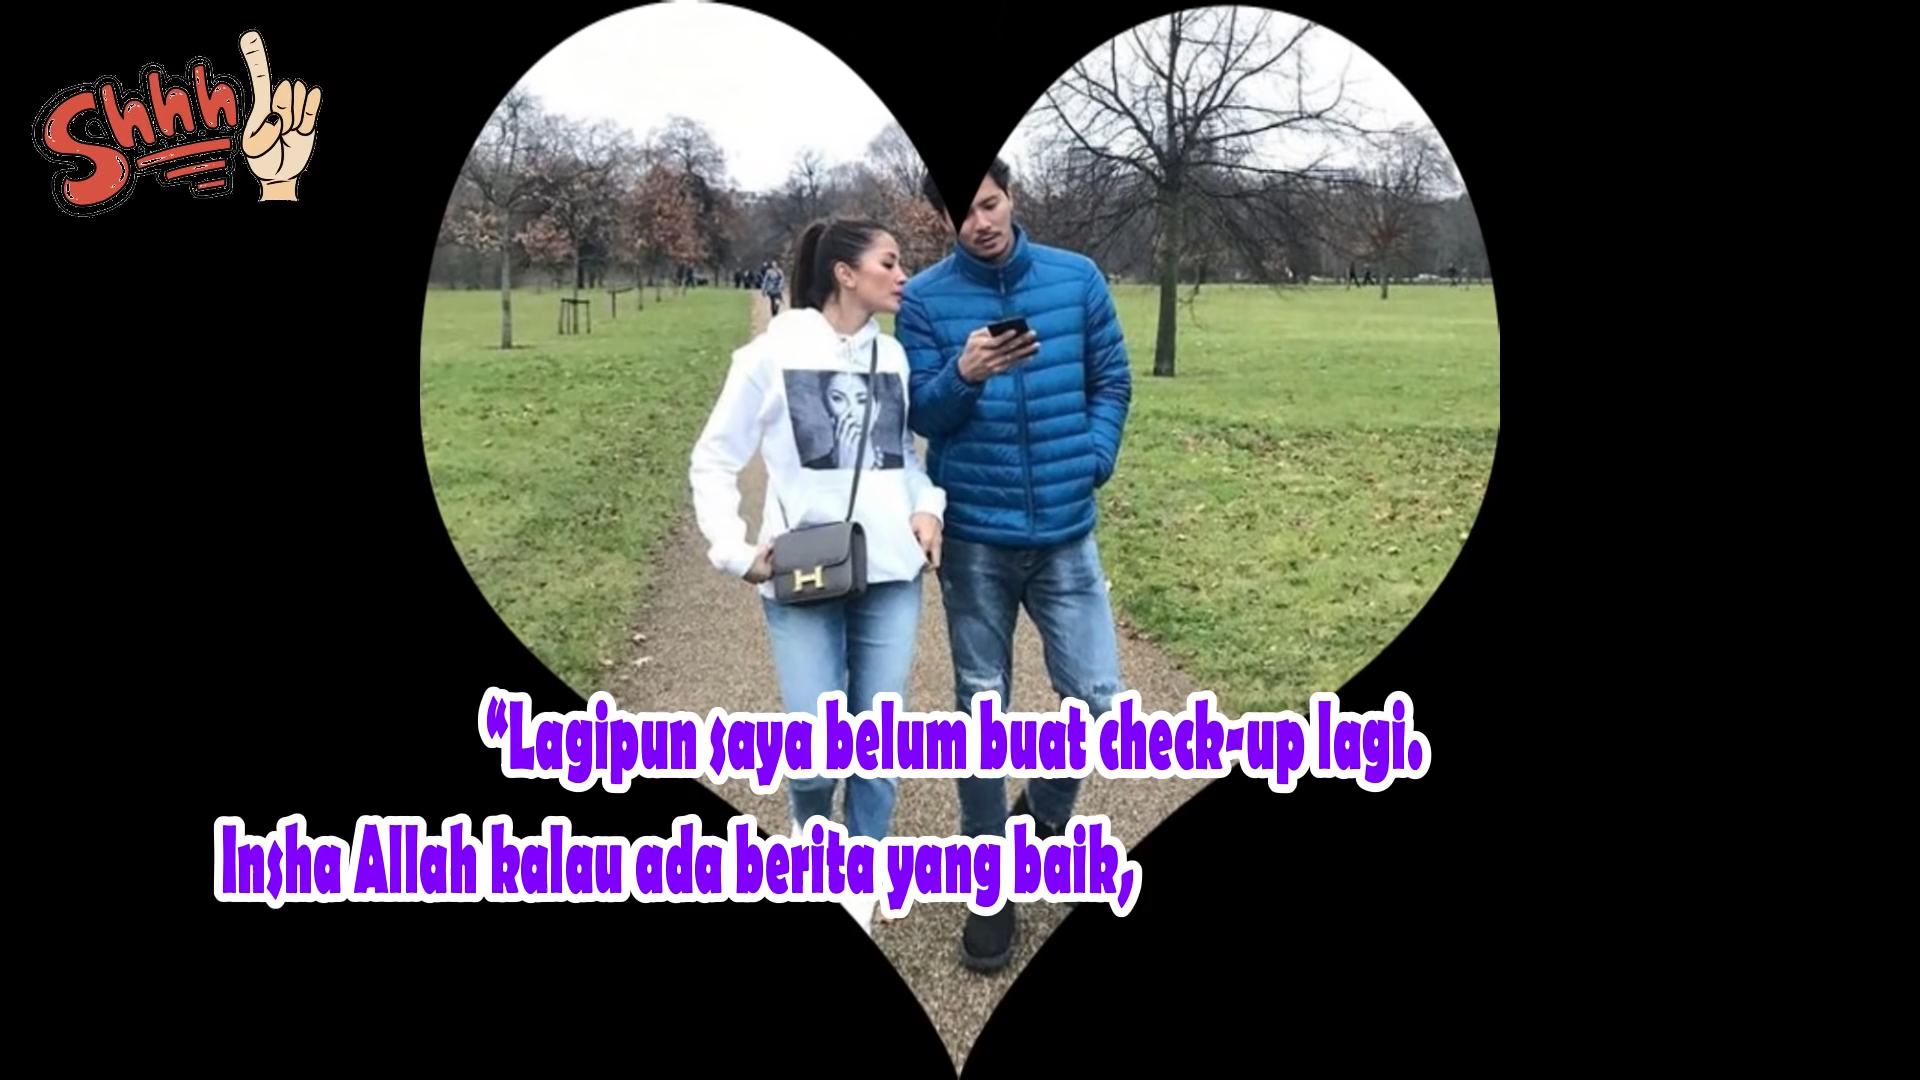 Shhh
“Lagipun saya belum buat check-up lagi.
Insha Allah kalau ada berita yang baik,
H